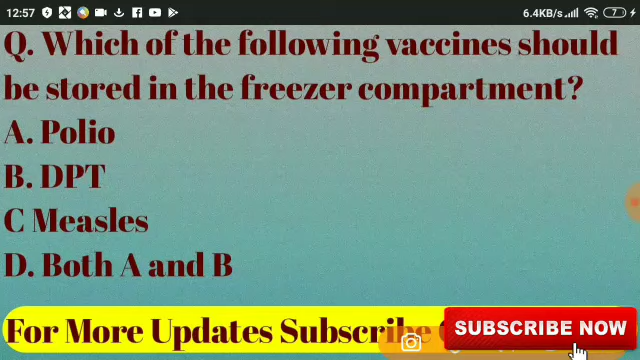 12:57
6.4KB/s
7
Q. Which of the following vaccines should
be stored in the freezer compartment?
A. Polio
B. DPT
C Measles
D. Both A and B
For More Updates Subscribe
SUBSCRIBE NOW